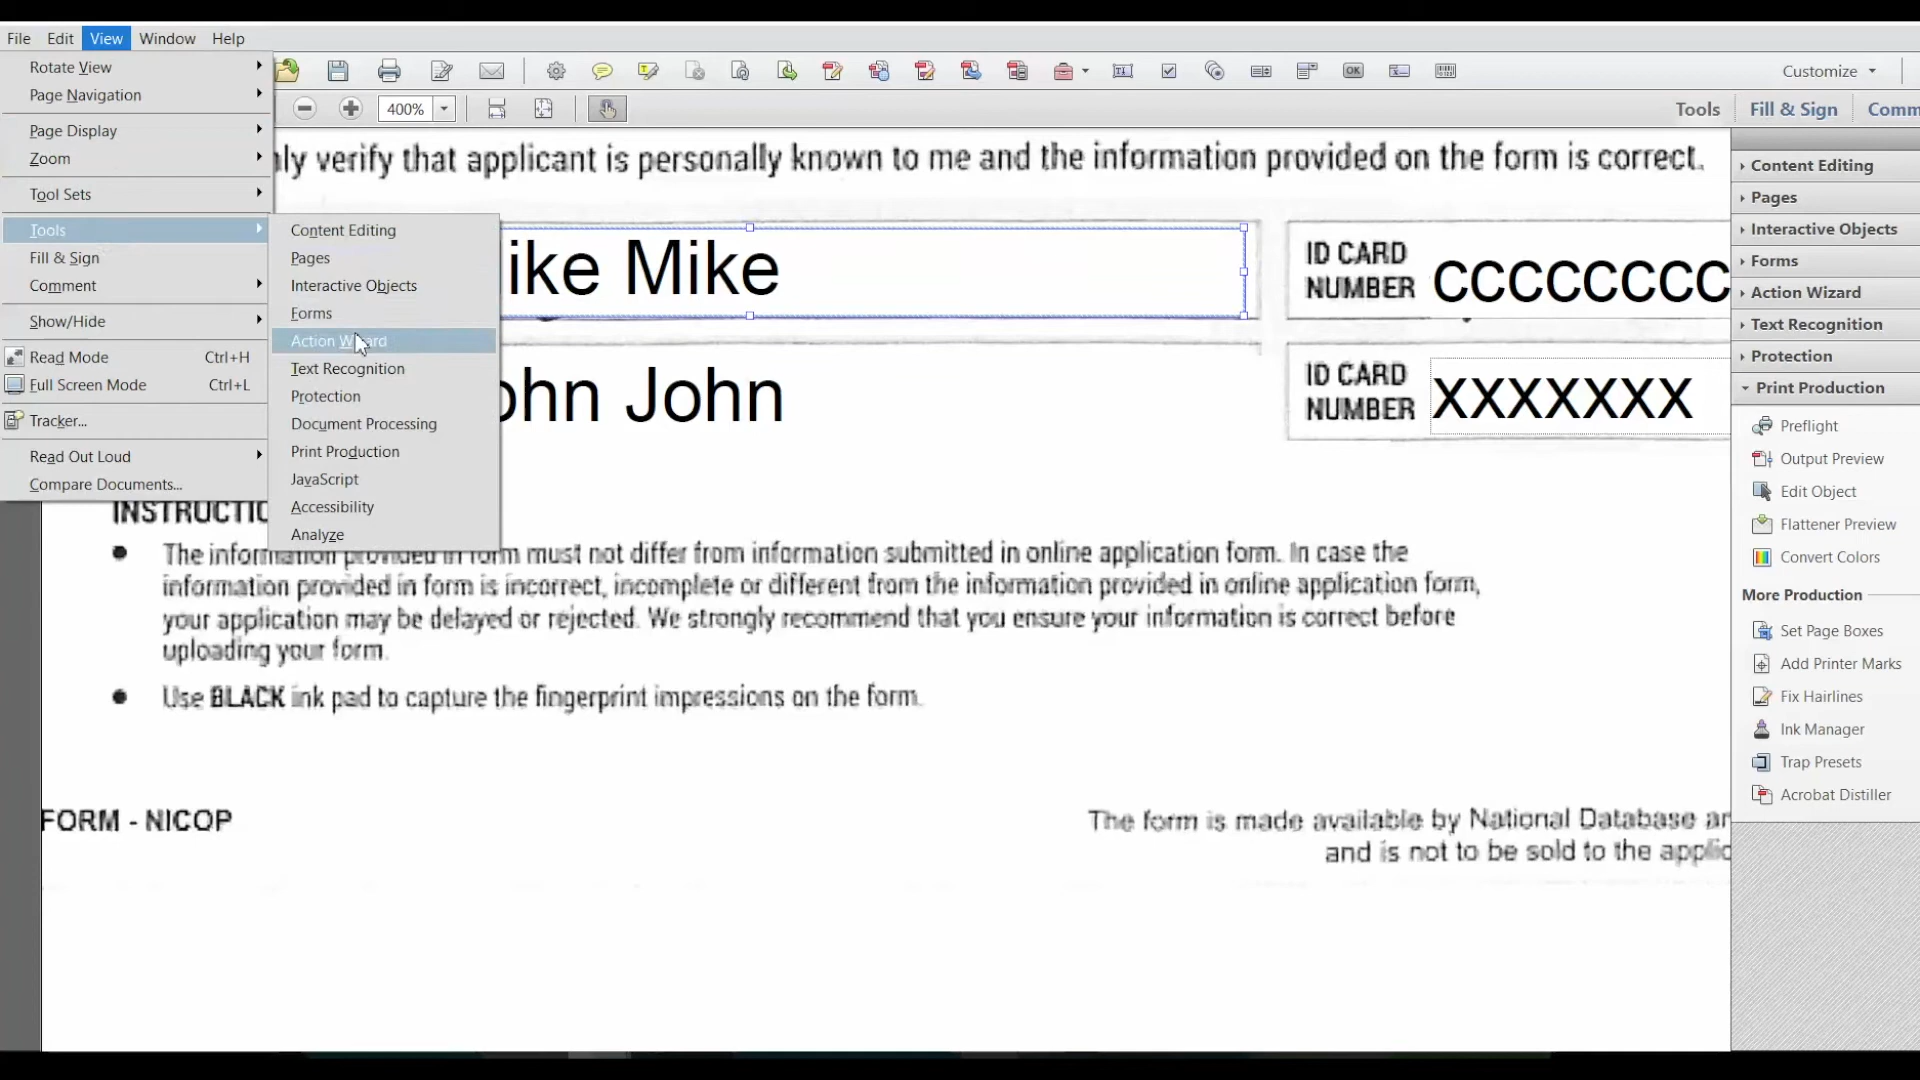 File Edit View Window Help
Customize
400%
Tools Fill & Sign Comm
Rotate View
Page Navigation
Page Display
Zoom
Tool Sets
Tools
Fill & Sign
Comment
Show/Hide
Read Mode Ctrl+H
Full Screen Mode Ctrl+L
Tracker...
Read Out Loud
Compare Documents...
Content Editing
Pages
Interactive Objects
Forms
Action Wizard
Text Recognition
Protection
Document Processing
Print Production
JavaScript
Accessibility
Analyze
verify that applicant is personally known to me and the information provided on the form is correct.
ike Mike
ID CARD
NUMBER CCCCCCCC
ohn John
ID CARD
NUMBER XXXXXXX
INSTRUCTIO
The information provided in form must not differ from information submitted in online application form. In case the
information provided in form is incorrect, incomplete or different from the information provided in online application form,
your application may be delayed or rejected. We strongly recommend that you ensure your information is correct before
uploading your form.
Use BLACK ink pad to capture the fingerprint impressions on the form.
FORM - NICOP
The form is made available by National Database
and is not to be sold to the applic
Content Editing
Pages
Interactive Objects
Forms
Action Wizard
Text Recognition
Protection
Print Production
Preflight
Output Preview
Edit Object
Flattener Preview
Convert Colors
More Production
Set Page Boxes
Add Printer Marks
Fix Hairlines
Ink Manager
Trap Presets
Acrobat Distiller